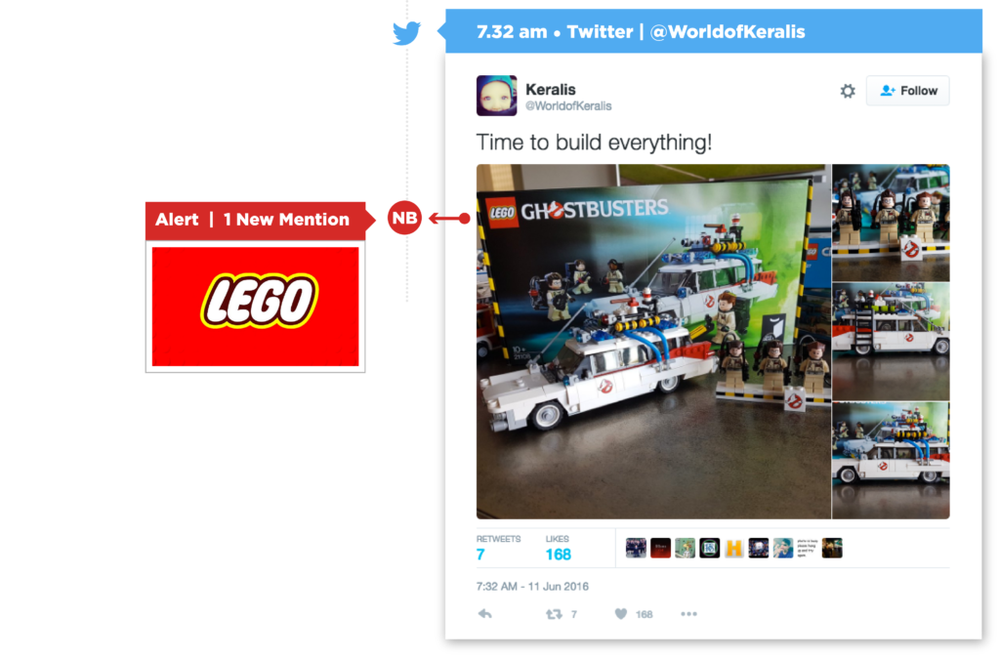 7.32 am • Twitter | @WorldofKeralis
Keralis
@WorldofKeralis
Follow
Time to build everything!
LEGO GHOSTBUSTERS
10+
Alert | 1 New Mention
NB
LEGO
RETWEETS LIKES
7 168
7:32 AM - 11 Jun 2016
7 168